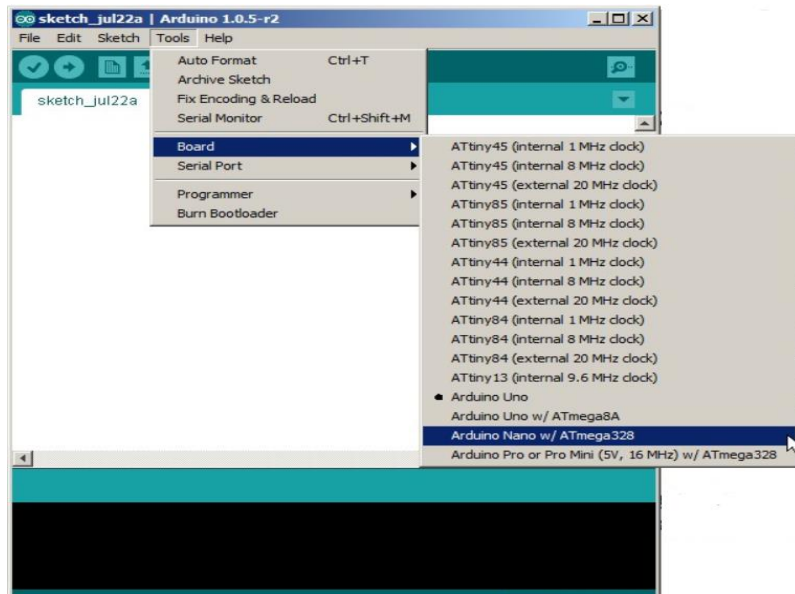 sketch_jul22a | Arduino 1.0.5-r2
File Edit Sketch Tools Help
sketch_jul22a
Auto Format Ctrl+T
Archive Sketch
Fix Encoding & Reload
Serial Monitor Ctrl+Shift+M
Board
Serial Port
Programmer
Burn Bootloader
ATtiny45 (internal 1 MHz clock)
ATtiny45 (internal 8 MHz clock)
ATtiny45 (external 20 MHz clock)
ATtiny85 (internal 1 MHz clock)
ATtiny85 (internal 8 MHz clock)
ATtiny85 (external 20 MHz clock)
ATtiny44 (internal 1 MHz clock)
ATtiny44 (internal 8 MHz clock)
ATtiny44 (external 20 MHz clock)
ATtiny84 (internal 1 MHz clock)
ATtiny84 (internal 8 MHz clock)
ATtiny84 (external 20 MHz clock)
ATtiny13 (internal 9.6 MHz clock)
Arduino Uno
Arduino Uno w/ ATmega8A
Arduino Nano w/ ATmega328
Arduino Pro or Pro Mini (5V, 16 MHz) w/ ATmega328